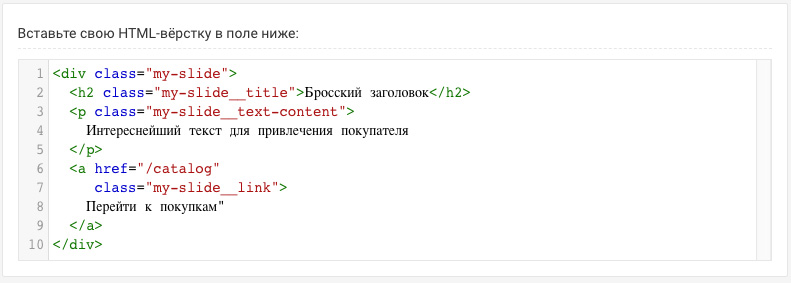 Вставьте свою HTML-вёрстку в поле ниже:
1 <div class="my-slide">
2   <h2 class="my-slide__title">Бросский заголовок</h2>
3   <p class="my-slide__text-content">
4     Интереснейший текст для привлечения покупателя
5   </p>
6   <a href="/catalog"
7      class="my-slide__link">
8     Перейти к покупкам"
9   </a>
10 </div>